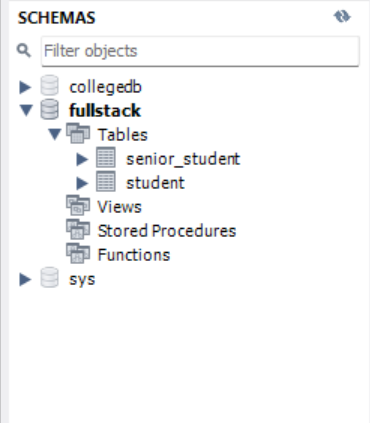 SCHEMAS
Filter objects
collegedb
fullstack
Tables
senior_student
student
Views
Stored Procedures
Functions
sys